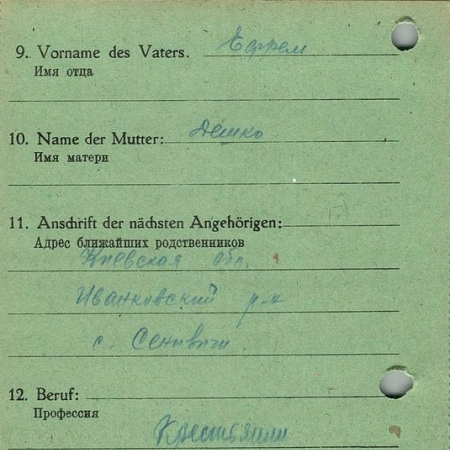 9. Vorname des Vaters. Ефрем
Имя отца
10. Name der Mutter: Дешко
Имя матери
11. Anschrift der nächsten Angehörigen:
Адрес ближайших родственников
Киевская обл.
Иванковский р-н
с.
12. Beruf:
Профессия
Крестьянин